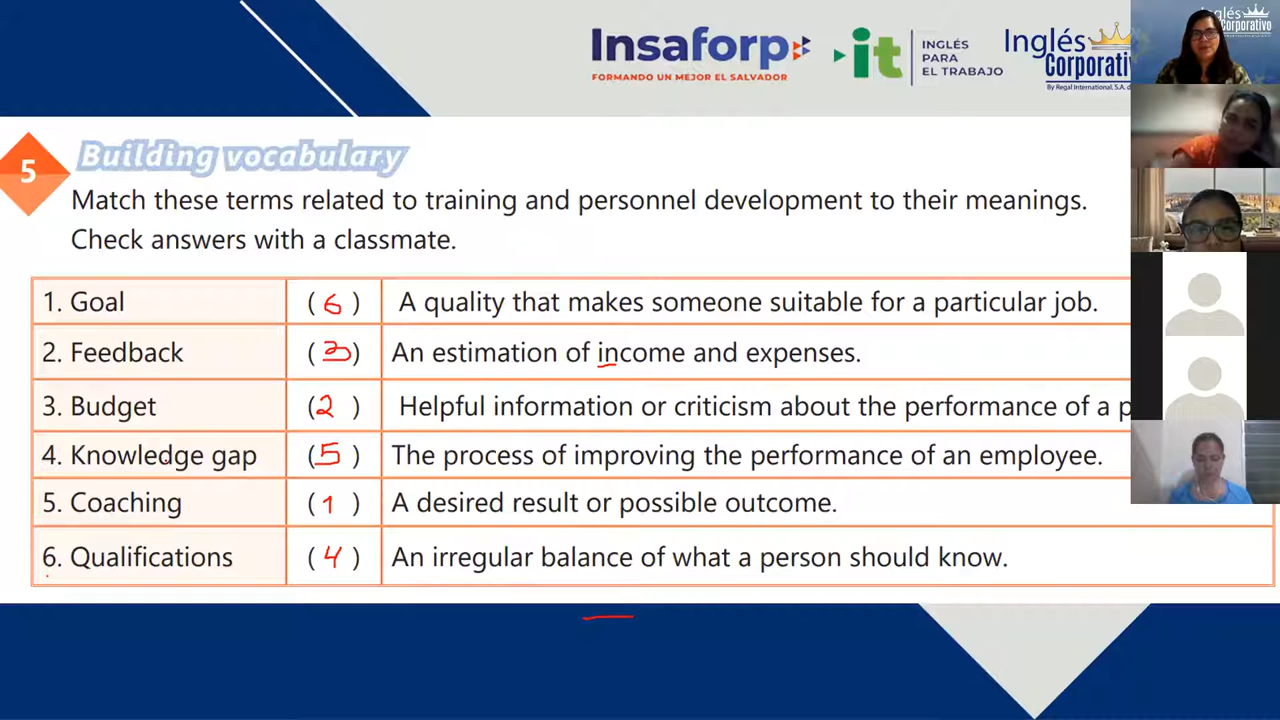 Insaforp
FORMANDO UN MEJOR EL SALVADOR
it
INGLÉS
PARA
EL TRABAJO
Inglés
Corporativ
By Regal International, S.A. d
Inglés
Corporativo
5
Building vocabulary
Match these terms related to training and personnel development to their meanings.
Check answers with a classmate.
1. Goal ( 6 ) A quality that makes someone suitable for a particular job.
2. Feedback ( 3 ) An estimation of income and expenses.
3. Budget ( 2 ) Helpful information or criticism about the performance of a p
4. Knowledge gap ( 5 ) The process of improving the performance of an employee.
5. Coaching ( 1 ) A desired result or possible outcome.
6. Qualifications ( 4 ) An irregular balance of what a person should know.